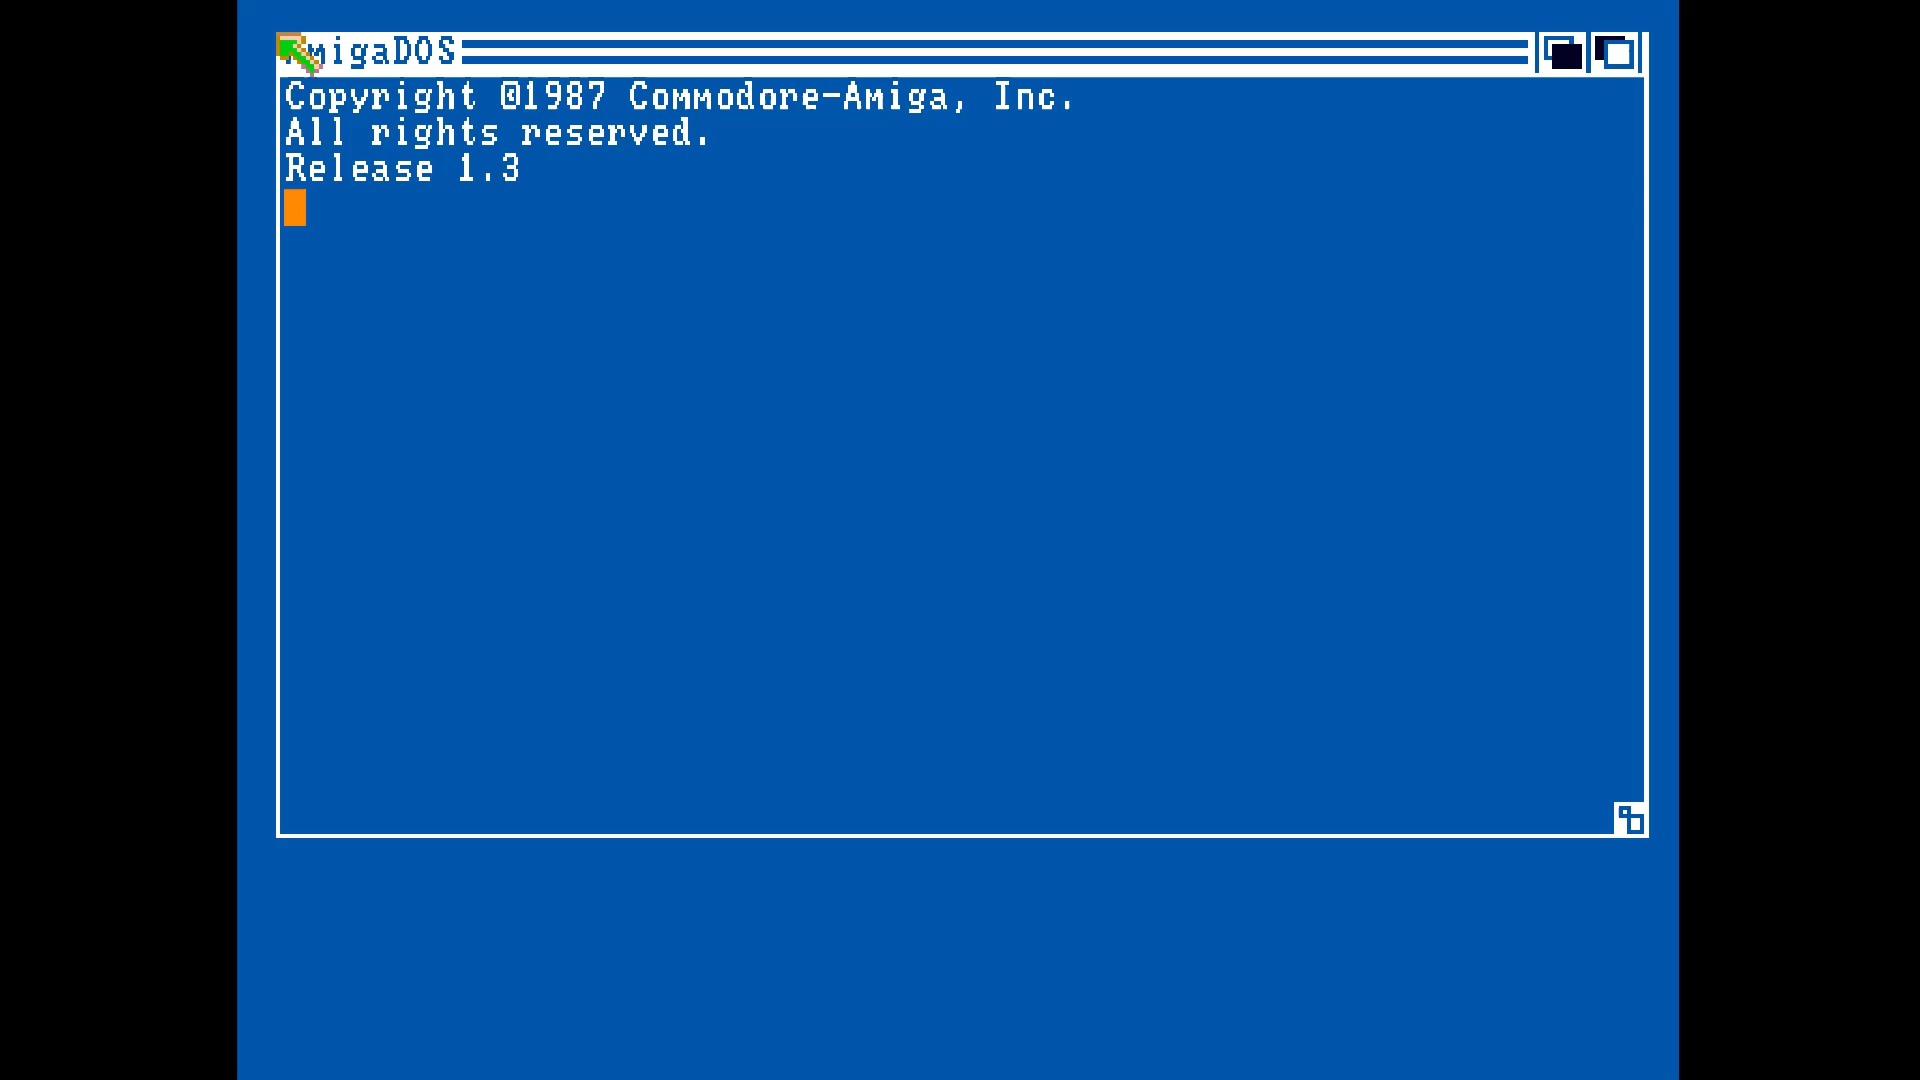 AmigaDOS
Copyright ©1987 Commodore-Amiga, Inc.
All rights reserved.
Release 1.3